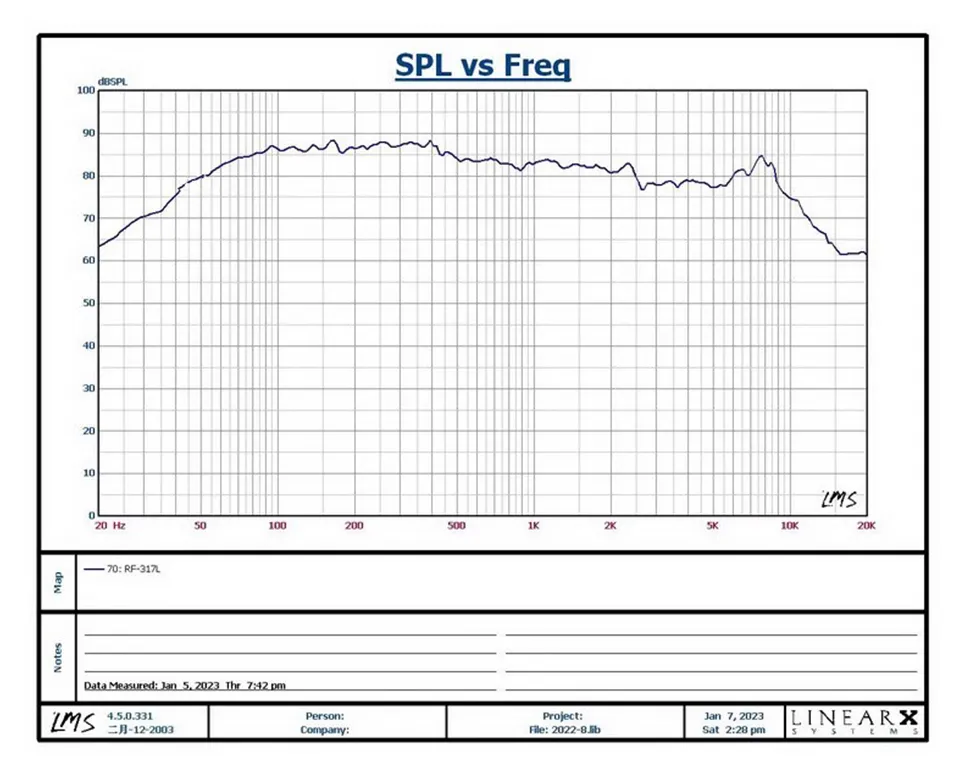 SPL vs Freq
dBSPL
100
90
80
70
60
50
40
30
20
10
0
LMS
20 Hz 50 100 200 500 1K 2K 5K 10K 20K
Map
70: RF-317L
Notes
Data Measured: Jan 5, 2023 Thr 7:42 pm
LMS
4.5.0.331
二月-12-2003
Person:
Company:
Project:
File: 2022-8.lib
Jan 7, 2023
Sat 2:28 pm
LINEARX
SYSTEMS